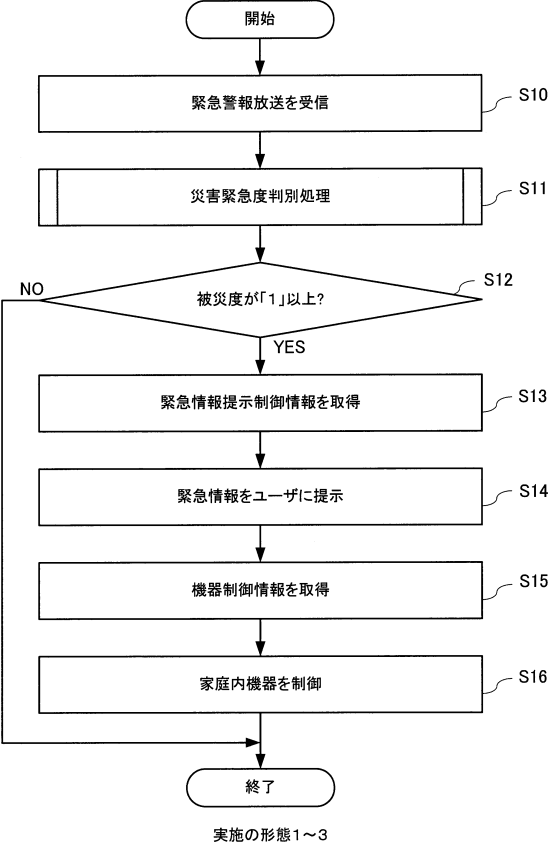 開始
緊急警報放送を受信
S10
災害緊急度判別処理
S11
被災度が「1」以上?
S12
NO
YES
緊急情報提示制御情報を取得
S13
緊急情報をユーザに提示
S14
機器制御情報を取得
S15
家庭内機器を制御
S16
終了
実施の形態1～3